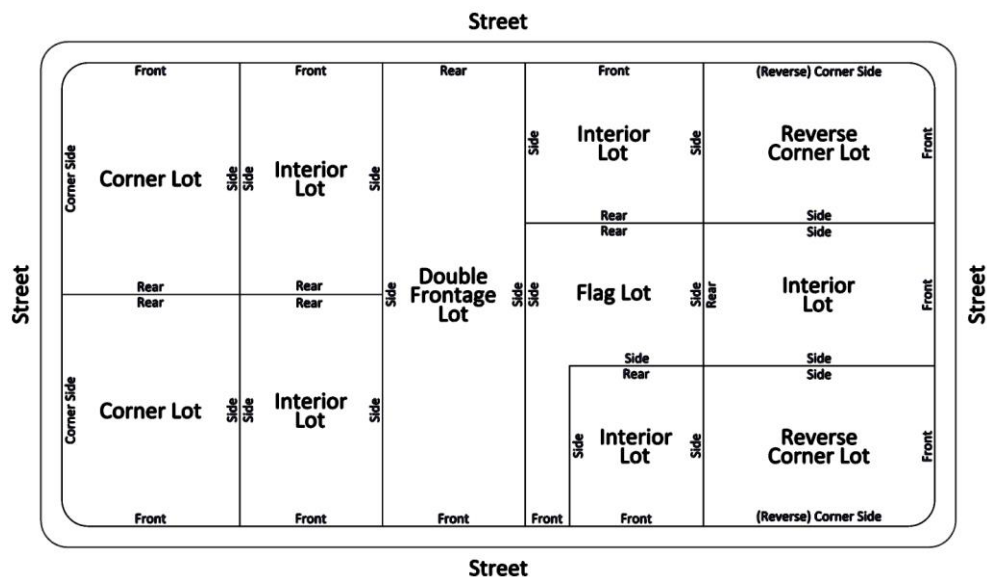 Street
Front
Front
Rear
Front
(Reverse) Corner Side
Corner Side
Corner Lot
Side
Side
Interior
Lot
Side
Side
Interior
Lot
Side
Reverse
Corner Lot
Front
Rear
Side
Rear
Rear
Rear
Side
Street
Rear
Rear
Side
Double
Frontage
Lot
Side
Side
Flag Lot
Side
Rear
Interior
Lot
Front
Street
Side
Side
Rear
Side
Corner Side
Corner Lot
Side
Side
Interior
Lot
Side
Side
Interior
Lot
Side
Reverse
Corner Lot
Front
Front
Front
Front
Front
Front
(Reverse) Corner Side
Street